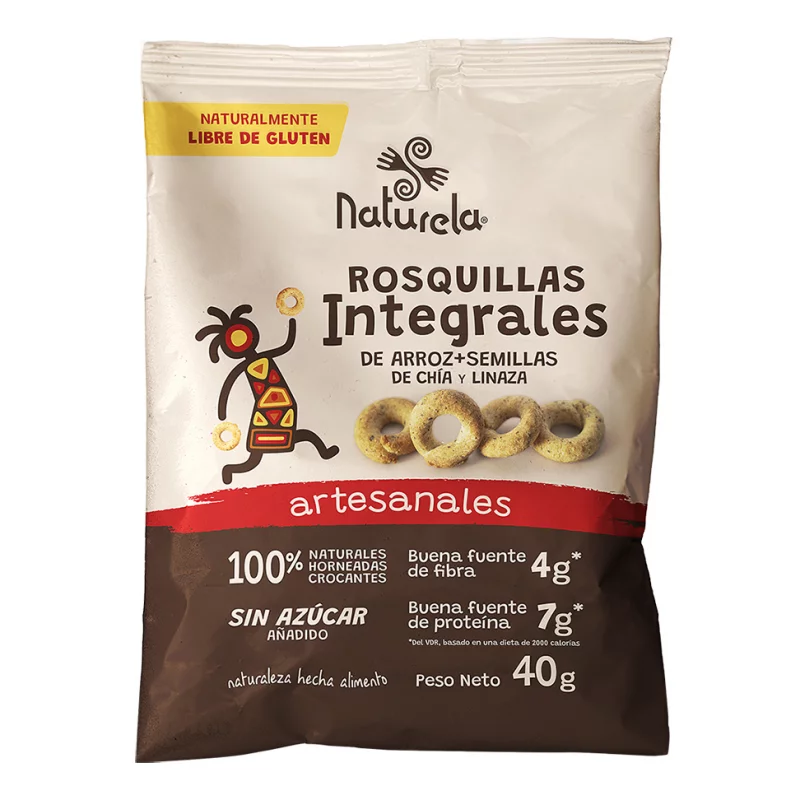 NATURALMENTE
LIBRE DE GLUTEN
Naturela®
ROSQUILLAS
Integrales
DE ARROZ+SEMILLAS
DE CHÍA Y LINAZA
artesanales
100% NATURALES
HORNEADAS
CROCANTES
Buena fuente
de fibra 4g*
SIN AZÚCAR
AÑADIDO
Buena fuente
de proteína 7g*
*Del VDR, basado en una dieta de 2000 calorías
naturaleza hecha alimento
Peso Neto 40g